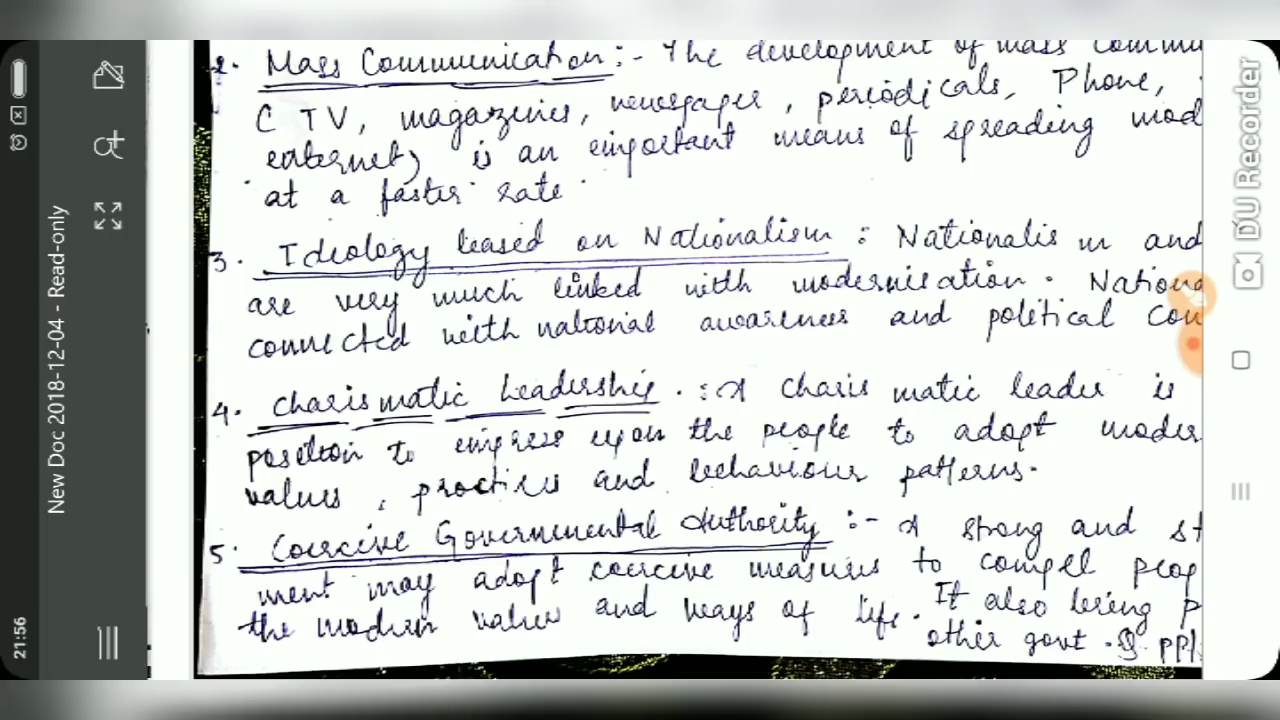 2. Mass Communication :- The development of mass commu
( TV, magazines, newspaper, periodicals, Phone,
internet) is an important means of spreading mod
at a faster rate
3. Ideology based on Nationalism : Nationalism and
are very much linked with modernisation. Nationa
connected with national awareness and political con
4. Charismatic Leadership. :- A charismatic leader is
position to impress upon the people to adopt moder
values, practices and behaviour patterns.
5. Coercive Governmental Authority :- A strong and st
ment may adopt coercive measures to compel peop
the modern values and ways of life. It also bring p
other govt. & ppl.
New Doc 2018-12-04 - Read-only
21:56
DU Recorder